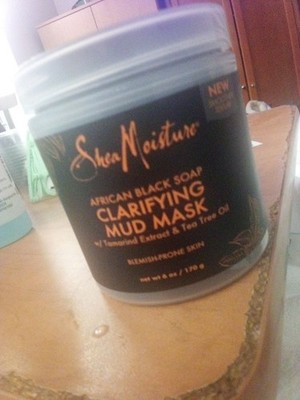 SheaMoisture®
NEW
AFRICAN BLACK SOAP
CLARIFYING
MUD MASK
w/ Tamarind Extract & Tea Tree Oil
BLEMISH-PRONE SKIN
net wt 6 oz / 170 g